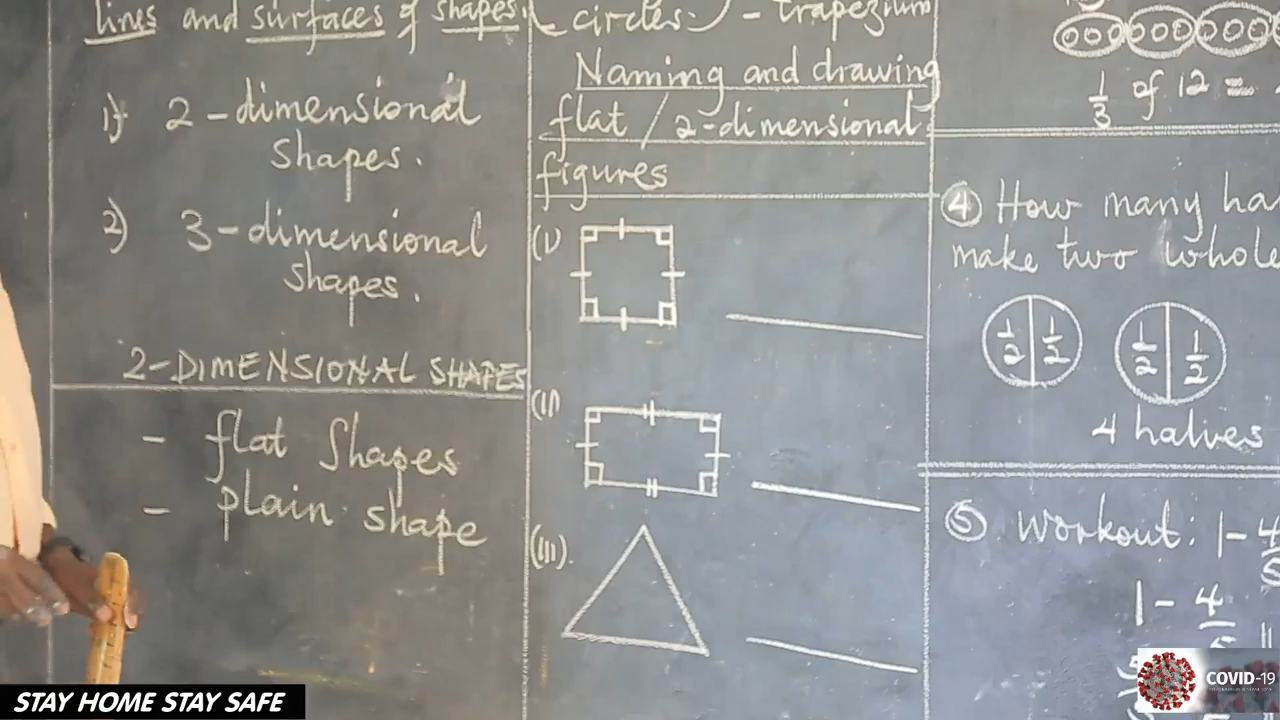 lines and surfaces of shapes.
1) 2-dimensional
shapes.
2) 3-dimensional
shapes.
2-DIMENSIONAL SHAPES
- flat shapes
- plain shape
circles - trapezium
Naming and drawing
flat / 2-dimensional
figures
(i)
(ii)
(iii).
1/3 of 12 =
4 How many ha
make two whole
1/2 1/2 1/2 1/2
4 halves
5 Workout: 1 - 4/5
1 - 4/5
STAY HOME STAY SAFE
COVID-19